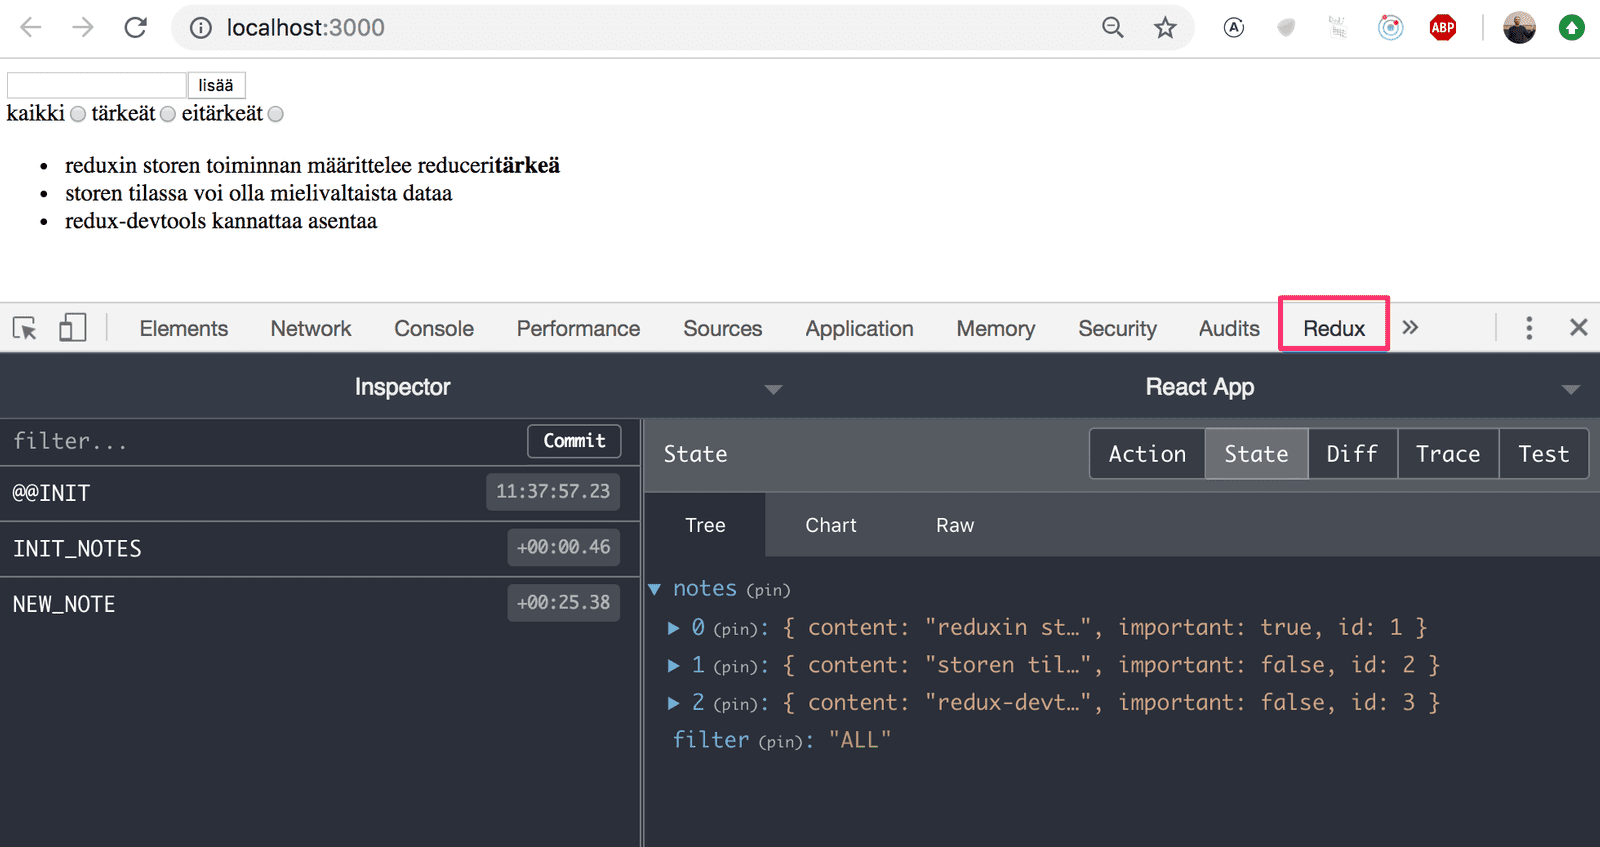 localhost:3000
ABP
lisää
kaikki tärkeät eitärkeät
reduxin storen toiminnan määrittelee reduceritärkeä
storen tilassa voi olla mielivaltaista dataa
redux-devtools kannattaa asentaa
Elements Network Console Performance Sources Application Memory Security Audits Redux
Inspector React App
filter... Commit
State Action State Diff Trace Test
@@INIT 11:37:57.23
Tree Chart Raw
INIT_NOTES +00:00.46
NEW_NOTE +00:25.38
notes (pin)
0 (pin): { content: "reduxin st…", important: true, id: 1 }
1 (pin): { content: "storen til…", important: false, id: 2 }
2 (pin): { content: "redux-devt…", important: false, id: 3 }
filter (pin): "ALL"